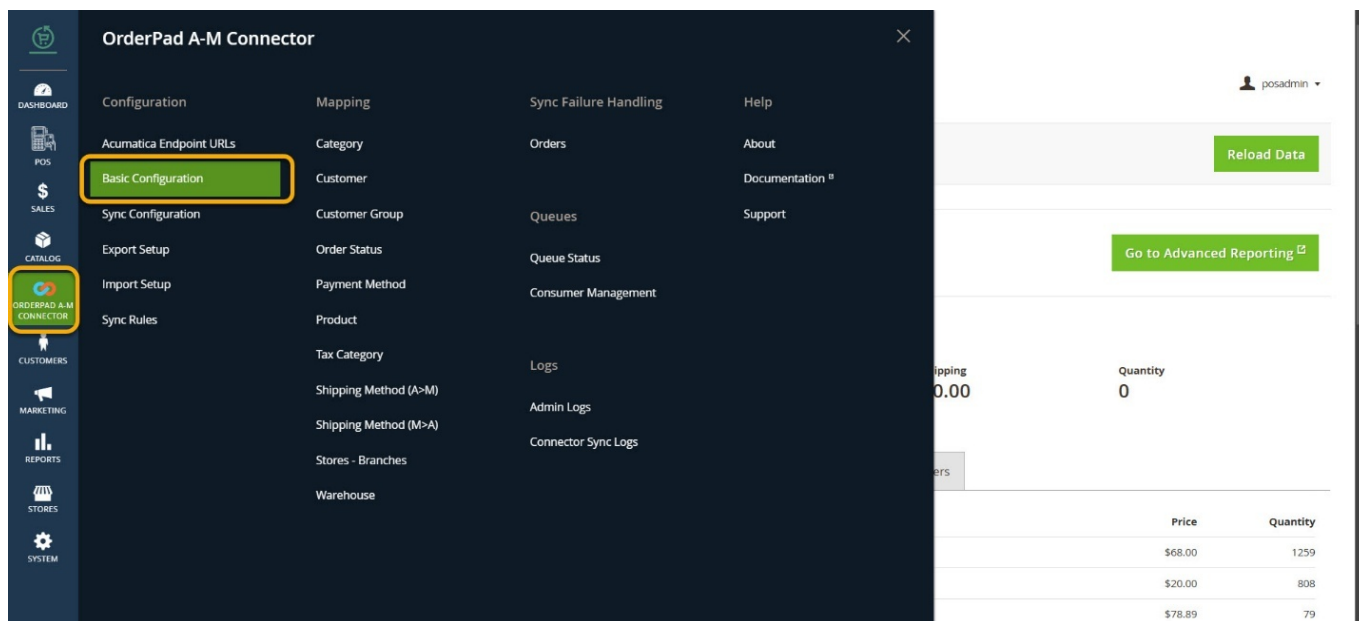 OrderPad A-M Connector
DASHBOARD
POS
SALES
CATALOG
ORDERPAD A-M
CONNECTOR
CUSTOMERS
MARKETING
REPORTS
STORES
SYSTEM
Configuration
Acumatica Endpoint URLs
Basic Configuration
Sync Configuration
Export Setup
Import Setup
Sync Rules
Mapping
Category
Customer
Customer Group
Order Status
Payment Method
Product
Tax Category
Shipping Method (A>M)
Shipping Method (M>A)
Stores - Branches
Warehouse
Sync Failure Handling
Orders
Queues
Queue Status
Consumer Management
Logs
Admin Logs
Connector Sync Logs
Help
About
Documentation
Support
posadmin
Reload Data
Go to Advanced Reporting
ipping Quantity
0.00 0
ers
Price Quantity
$68.00 1259
$20.00 808
$78.89 79